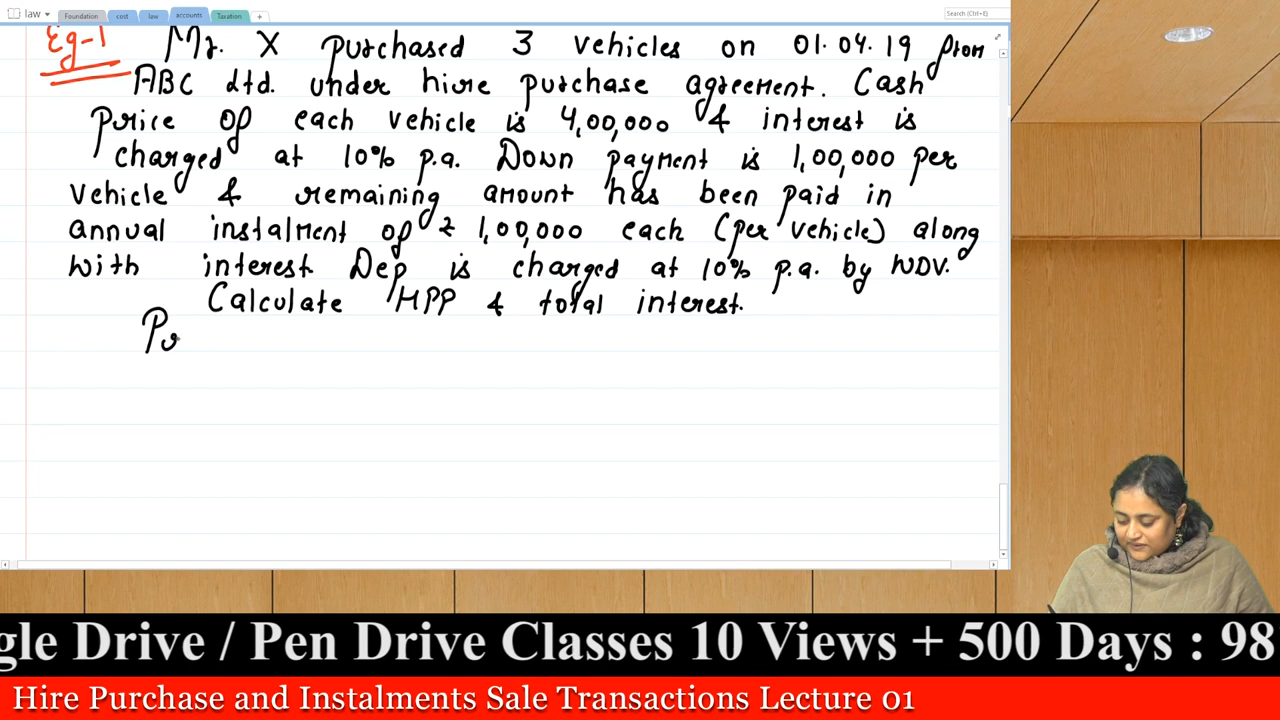 law
Foundation cost law accounts Taxation
Search (Ctrl+E)
Eg-1 Mr. X purchased 3 vehicles on 01.04.19 from
ABC Ltd. under hire purchase agreement. Cash
Price of each vehicle is 4,00,000 & interest is
charged at 10% p.a. Down payment is 1,00,000 per
vehicle & remaining amount has been paid in
annual instalment of ₹ 1,00,000 each (per vehicle) along
with interest. Dep is charged at 10% p.a. by WDV.
Calculate HPP & total interest.
gle Drive / Pen Drive Classes 10 Views + 500 Days : 98
Hire Purchase and Instalments Sale Transactions Lecture 01